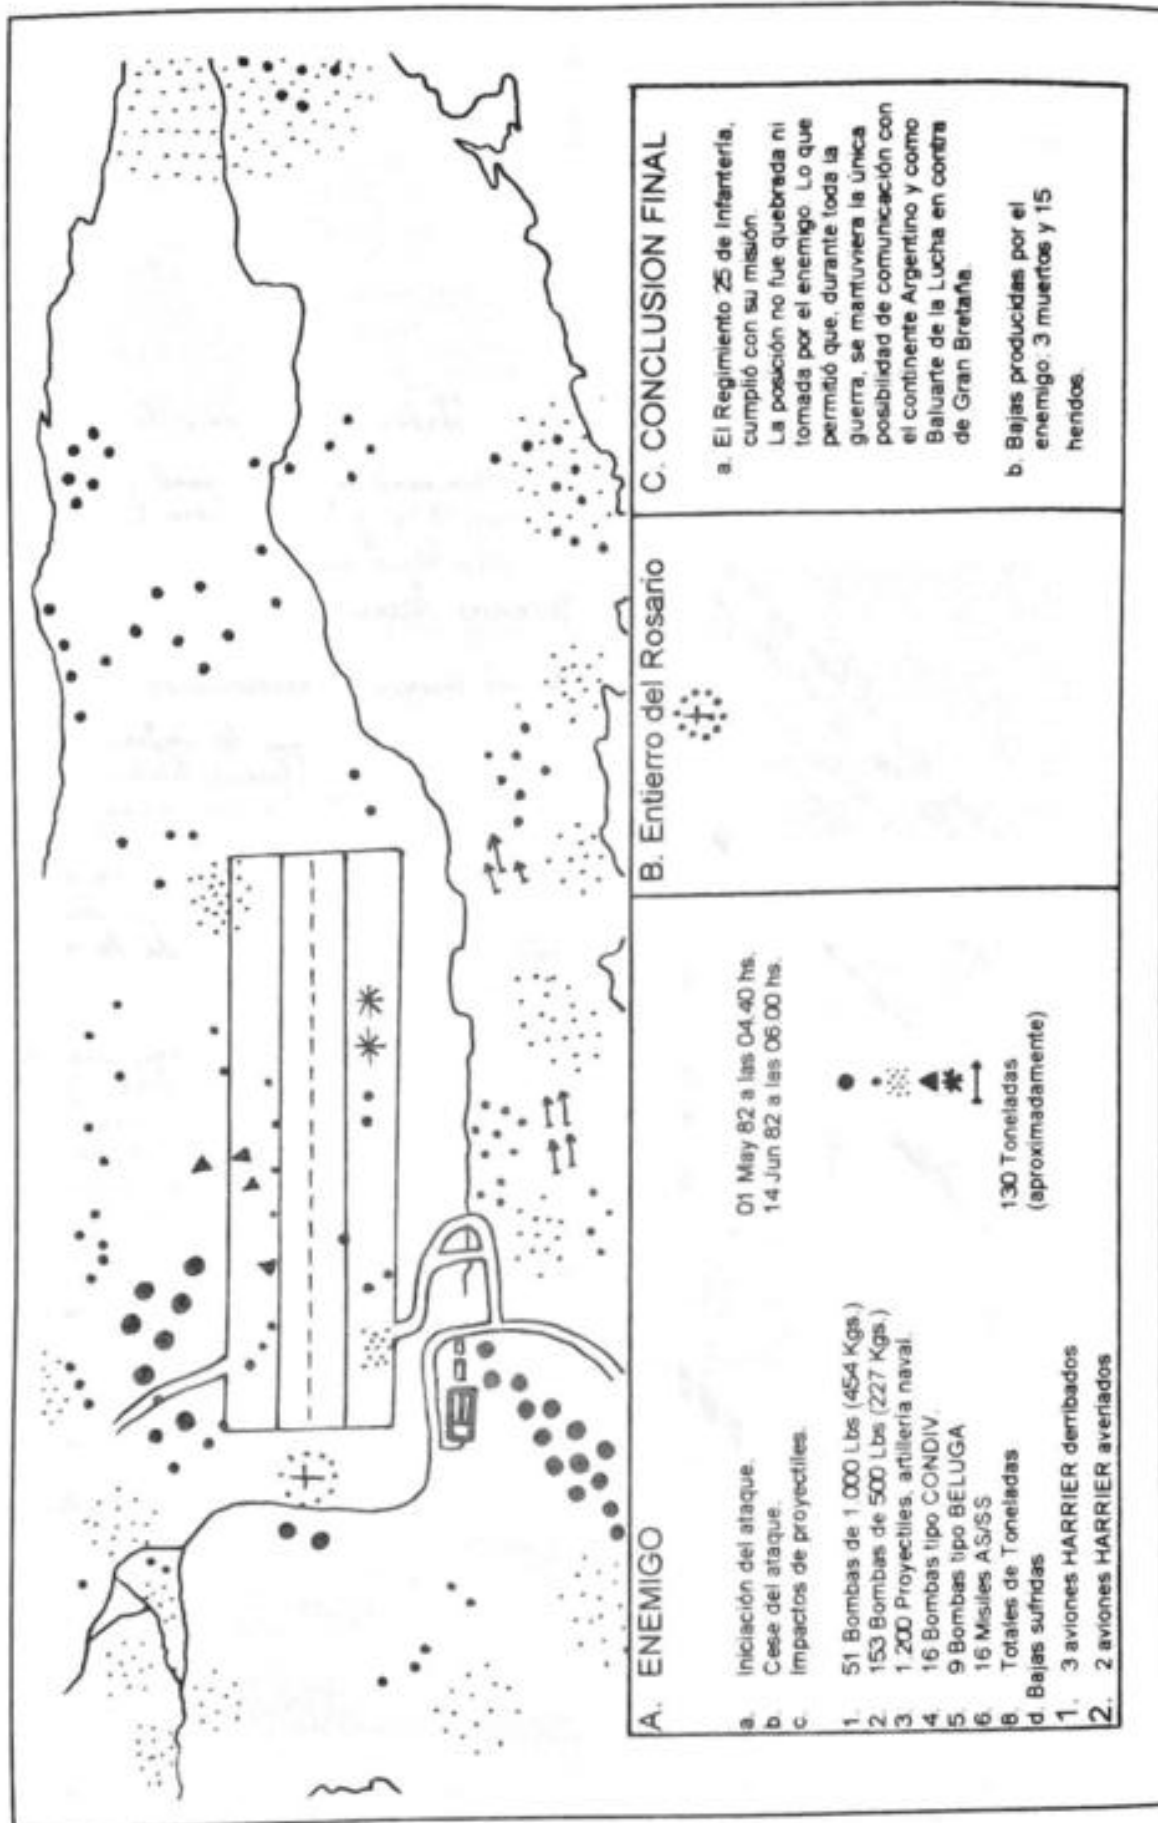 A. ENEMIGO
a. Iniciación del ataque. 01 May 82 a las 04.40 hs.
b. Cese del ataque. 14 Jun 82 a las 06.00 hs.
c. Impactos de proyectiles.
1. 51 Bombas de 1.000 Lbs (454 Kgs.)
2. 153 Bombas de 500 Lbs (227 Kgs.)
3. 1.200 Proyectiles, artillería naval.
4. 16 Bombas tipo CONDIV.
5. 9 Bombas tipo BELUGA
6. 16 Misiles AS/SS
8. Totales de Toneladas 130 Toneladas
(aproximadamente)
d. Bajas sufridas
1. 3 aviones HARRIER derribados
2. 2 aviones HARRIER averiados
B. Entierro del Rosario
C. CONCLUSION FINAL
a. El Regimiento 25 de Infantería,
cumplió con su misión.
La posición no fue quebrada ni
tomada por el enemigo. Lo que
permitió que, durante toda la
guerra, se mantuviera la única
posibilidad de comunicación con
el continente Argentino y como
Baluarte de la Lucha en contra
de Gran Bretaña.
b. Bajas producidas por el
enemigo: 3 muertos y 15
heridos.